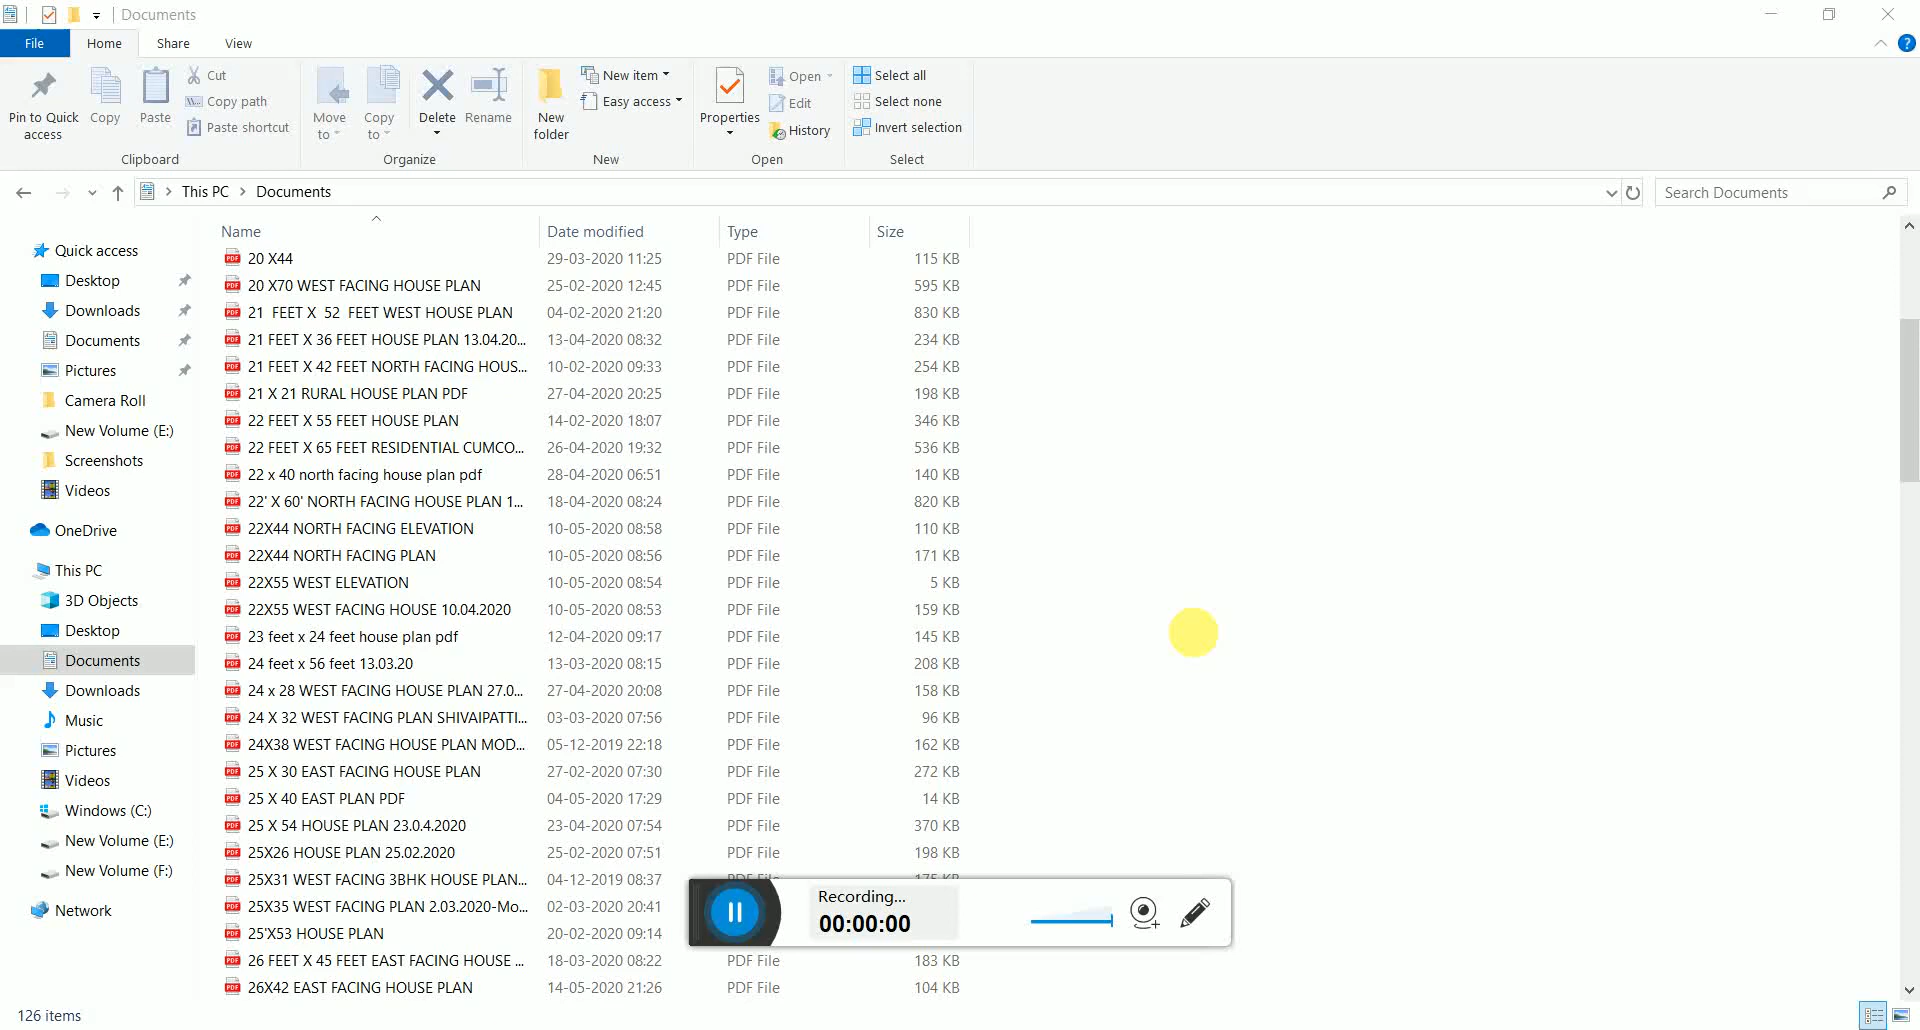 Documents
File Home Share View
Pin to Quick access
Copy
Paste
Cut
Copy path
Paste shortcut
Clipboard
Move to
Copy to
Delete
Rename
Organize
New folder
New item
Easy access
New
Properties
Open
Edit
History
Open
Select all
Select none
Invert selection
Select
This PC > Documents
Search Documents
Quick access
Desktop
Downloads
Documents
Pictures
Camera Roll
New Volume (E:)
Screenshots
Videos
OneDrive
This PC
3D Objects
Desktop
Documents
Downloads
Music
Pictures
Videos
Windows (C:)
New Volume (E:)
New Volume (F:)
Network
Name Date modified Type Size
20 X44 29-03-2020 11:25 PDF File 115 KB
20 X70 WEST FACING HOUSE PLAN 25-02-2020 12:45 PDF File 595 KB
21 FEET X 52 FEET WEST HOUSE PLAN 04-02-2020 21:20 PDF File 830 KB
21 FEET X 36 FEET HOUSE PLAN 13.04.20... 13-04-2020 08:32 PDF File 234 KB
21 FEET X 42 FEET NORTH FACING HOUS... 10-02-2020 09:33 PDF File 254 KB
21 X 21 RURAL HOUSE PLAN PDF 27-04-2020 20:25 PDF File 198 KB
22 FEET X 55 FEET HOUSE PLAN 14-02-2020 18:07 PDF File 346 KB
22 FEET X 65 FEET RESIDENTIAL CUMCO... 26-04-2020 19:32 PDF File 536 KB
22 x 40 north facing house plan pdf 28-04-2020 06:51 PDF File 140 KB
22' X 60' NORTH FACING HOUSE PLAN 1... 18-04-2020 08:24 PDF File 820 KB
22X44 NORTH FACING ELEVATION 10-05-2020 08:58 PDF File 110 KB
22X44 NORTH FACING PLAN 10-05-2020 08:56 PDF File 171 KB
22X55 WEST ELEVATION 10-05-2020 08:54 PDF File 5 KB
22X55 WEST FACING HOUSE 10.04.2020 10-05-2020 08:53 PDF File 159 KB
23 feet x 24 feet house plan pdf 12-04-2020 09:17 PDF File 145 KB
24 feet x 56 feet 13.03.20 13-03-2020 08:15 PDF File 208 KB
24 x 28 WEST FACING HOUSE PLAN 27.0... 27-04-2020 20:08 PDF File 158 KB
24 X 32 WEST FACING PLAN SHIVAIPATTI... 03-03-2020 07:56 PDF File 96 KB
24X38 WEST FACING HOUSE PLAN MOD... 05-12-2019 22:18 PDF File 162 KB
25 X 30 EAST FACING HOUSE PLAN 27-02-2020 07:30 PDF File 272 KB
25 X 40 EAST PLAN PDF 04-05-2020 17:29 PDF File 14 KB
25 X 54 HOUSE PLAN 23.0.4.2020 23-04-2020 07:54 PDF File 370 KB
25X26 HOUSE PLAN 25.02.2020 25-02-2020 07:51 PDF File 198 KB
25X31 WEST FACING 3BHK HOUSE PLAN... 04-12-2019 08:37 PDF File 175 KB
25X35 WEST FACING PLAN 2.03.2020-Mo... 02-03-2020 20:41
25'X53 HOUSE PLAN 20-02-2020 09:14
26 FEET X 45 FEET EAST FACING HOUSE ... 18-03-2020 08:22 PDF File 183 KB
26X42 EAST FACING HOUSE PLAN 14-05-2020 21:26 PDF File 104 KB
Recording...
00:00:00
126 items